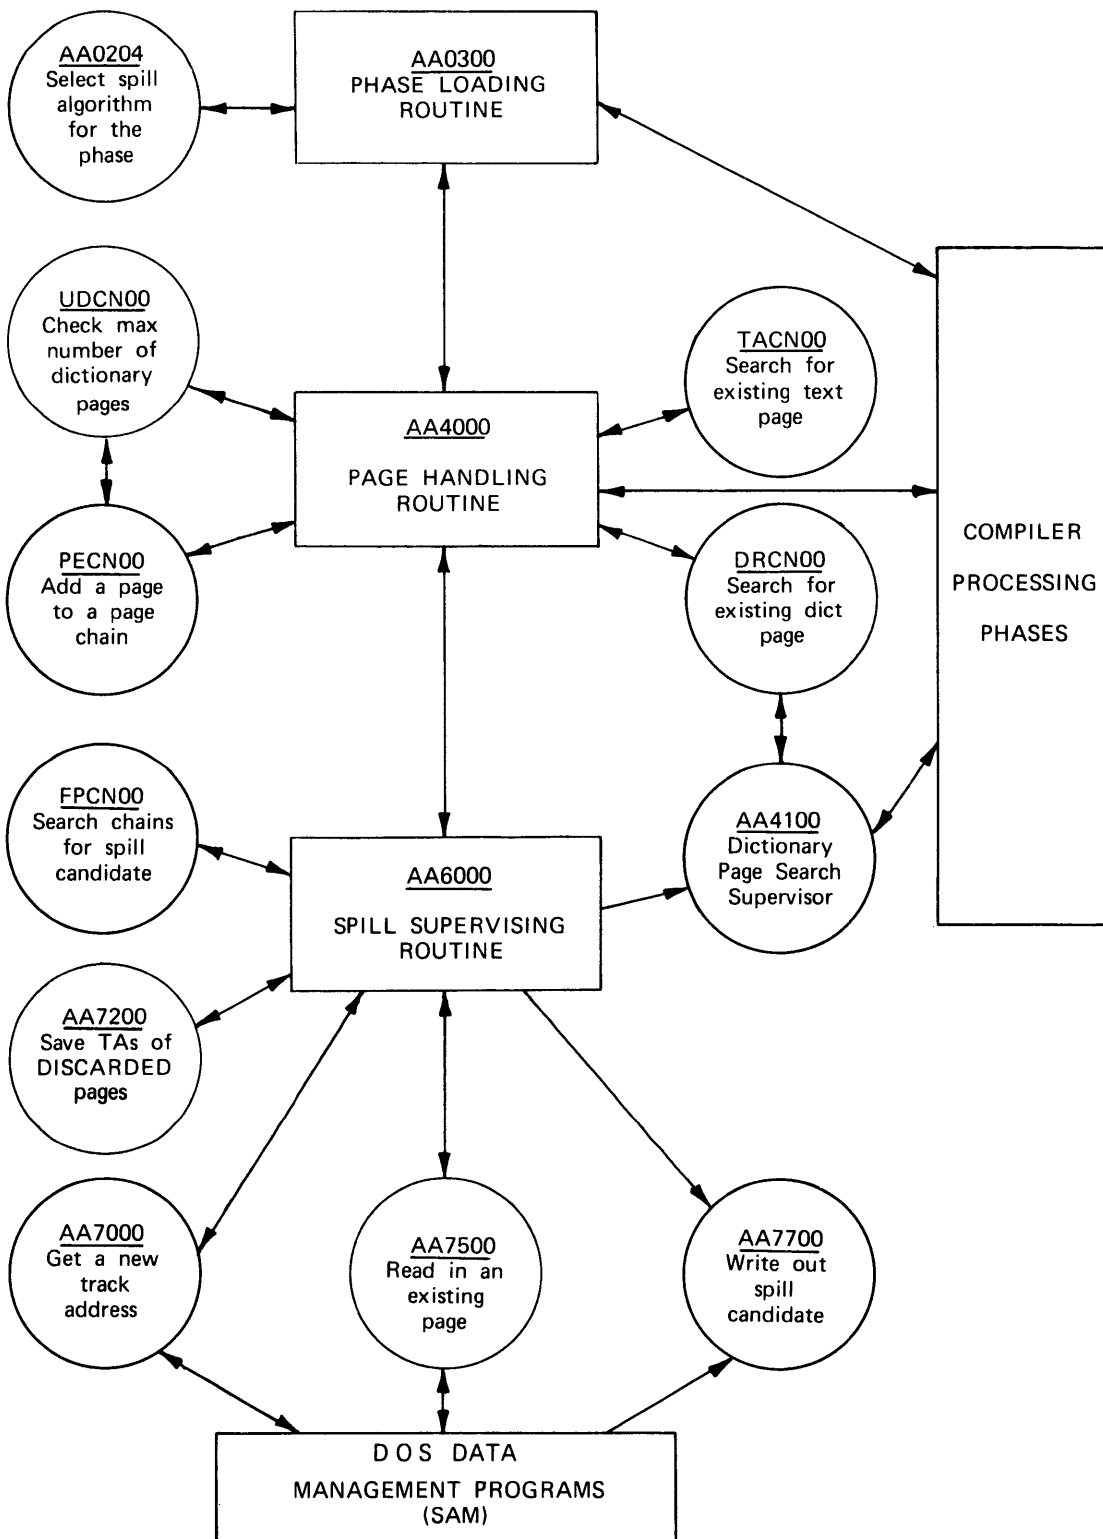 AA0204
Select spill
algorithm
for the
phase
AA0300
PHASE LOADING
ROUTINE
UDCN00
Check max
number of
dictionary
pages
TACN00
Search for
existing text
page
AA4000
PAGE HANDLING
ROUTINE
PECN00
Add a page
to a page
chain
DRCN00
Search for
existing dict
page
COMPILER
PROCESSING
PHASES
FPCN00
Search chains
for spill
candidate
AA6000
SPILL SUPERVISING
ROUTINE
AA4100
Dictionary
Page Search
Supervisor
AA7200
Save TAs of
DISCARDED
pages
AA7000
Get a new
track
address
AA7500
Read in an
existing
page
AA7700
Write out
spill
candidate
DOS DATA
MANAGEMENT PROGRAMS
(SAM)